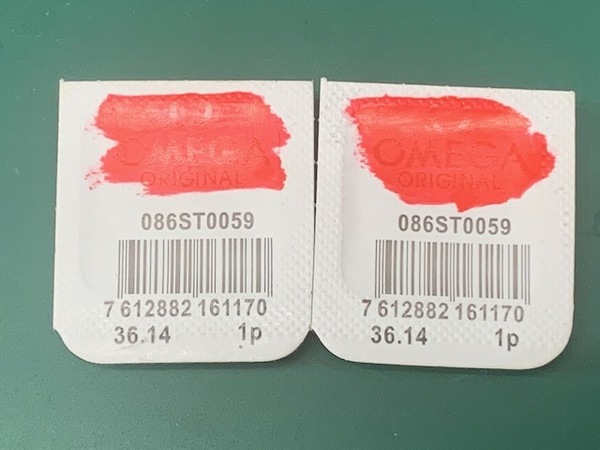 OMEGA
ORIGINAL
086ST0059
7 612882 161170
36.14 1p
OMEGA
ORIGINAL
086ST0059
7 612882 161170
36.14 1p